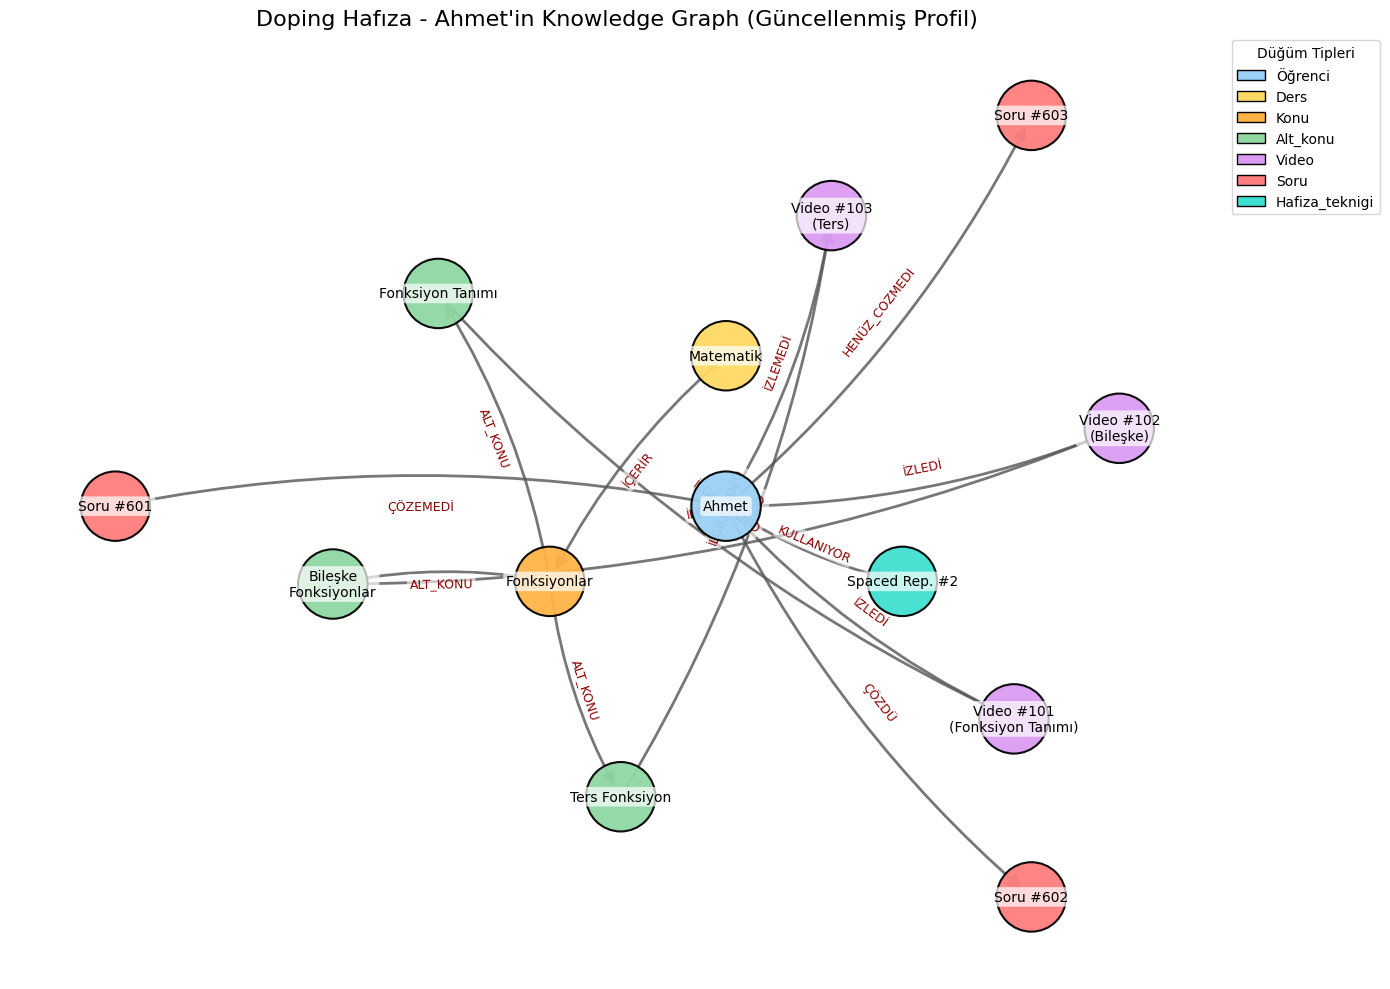 Doping Hafıza - Ahmet'in Knowledge Graph (Güncellenmiş Profil)
Düğüm Tipleri
Öğrenci
Ders
Konu
Alt_konu
Video
Soru
Hafiza_teknigi
Soru #603
Video #103
(Ters)
Fonksiyon Tanımı
HENÜZ_COZMEDI
Matematik
İZLEMEDİ
Video #102
(Bileşke)
ALT_KONU
İÇERİR
İZLEDİ
Soru #601
ÇÖZEMEDİ
Ahmet
KULLANIYOR
Bileşke
Fonksiyonlar
ALT_KONU
Fonksiyonlar
Spaced Rep. #2
İZLEDİ
ALT_KONU
ÇÖZDÜ
Video #101
(Fonksiyon Tanımı)
Ters Fonksiyon
Soru #602